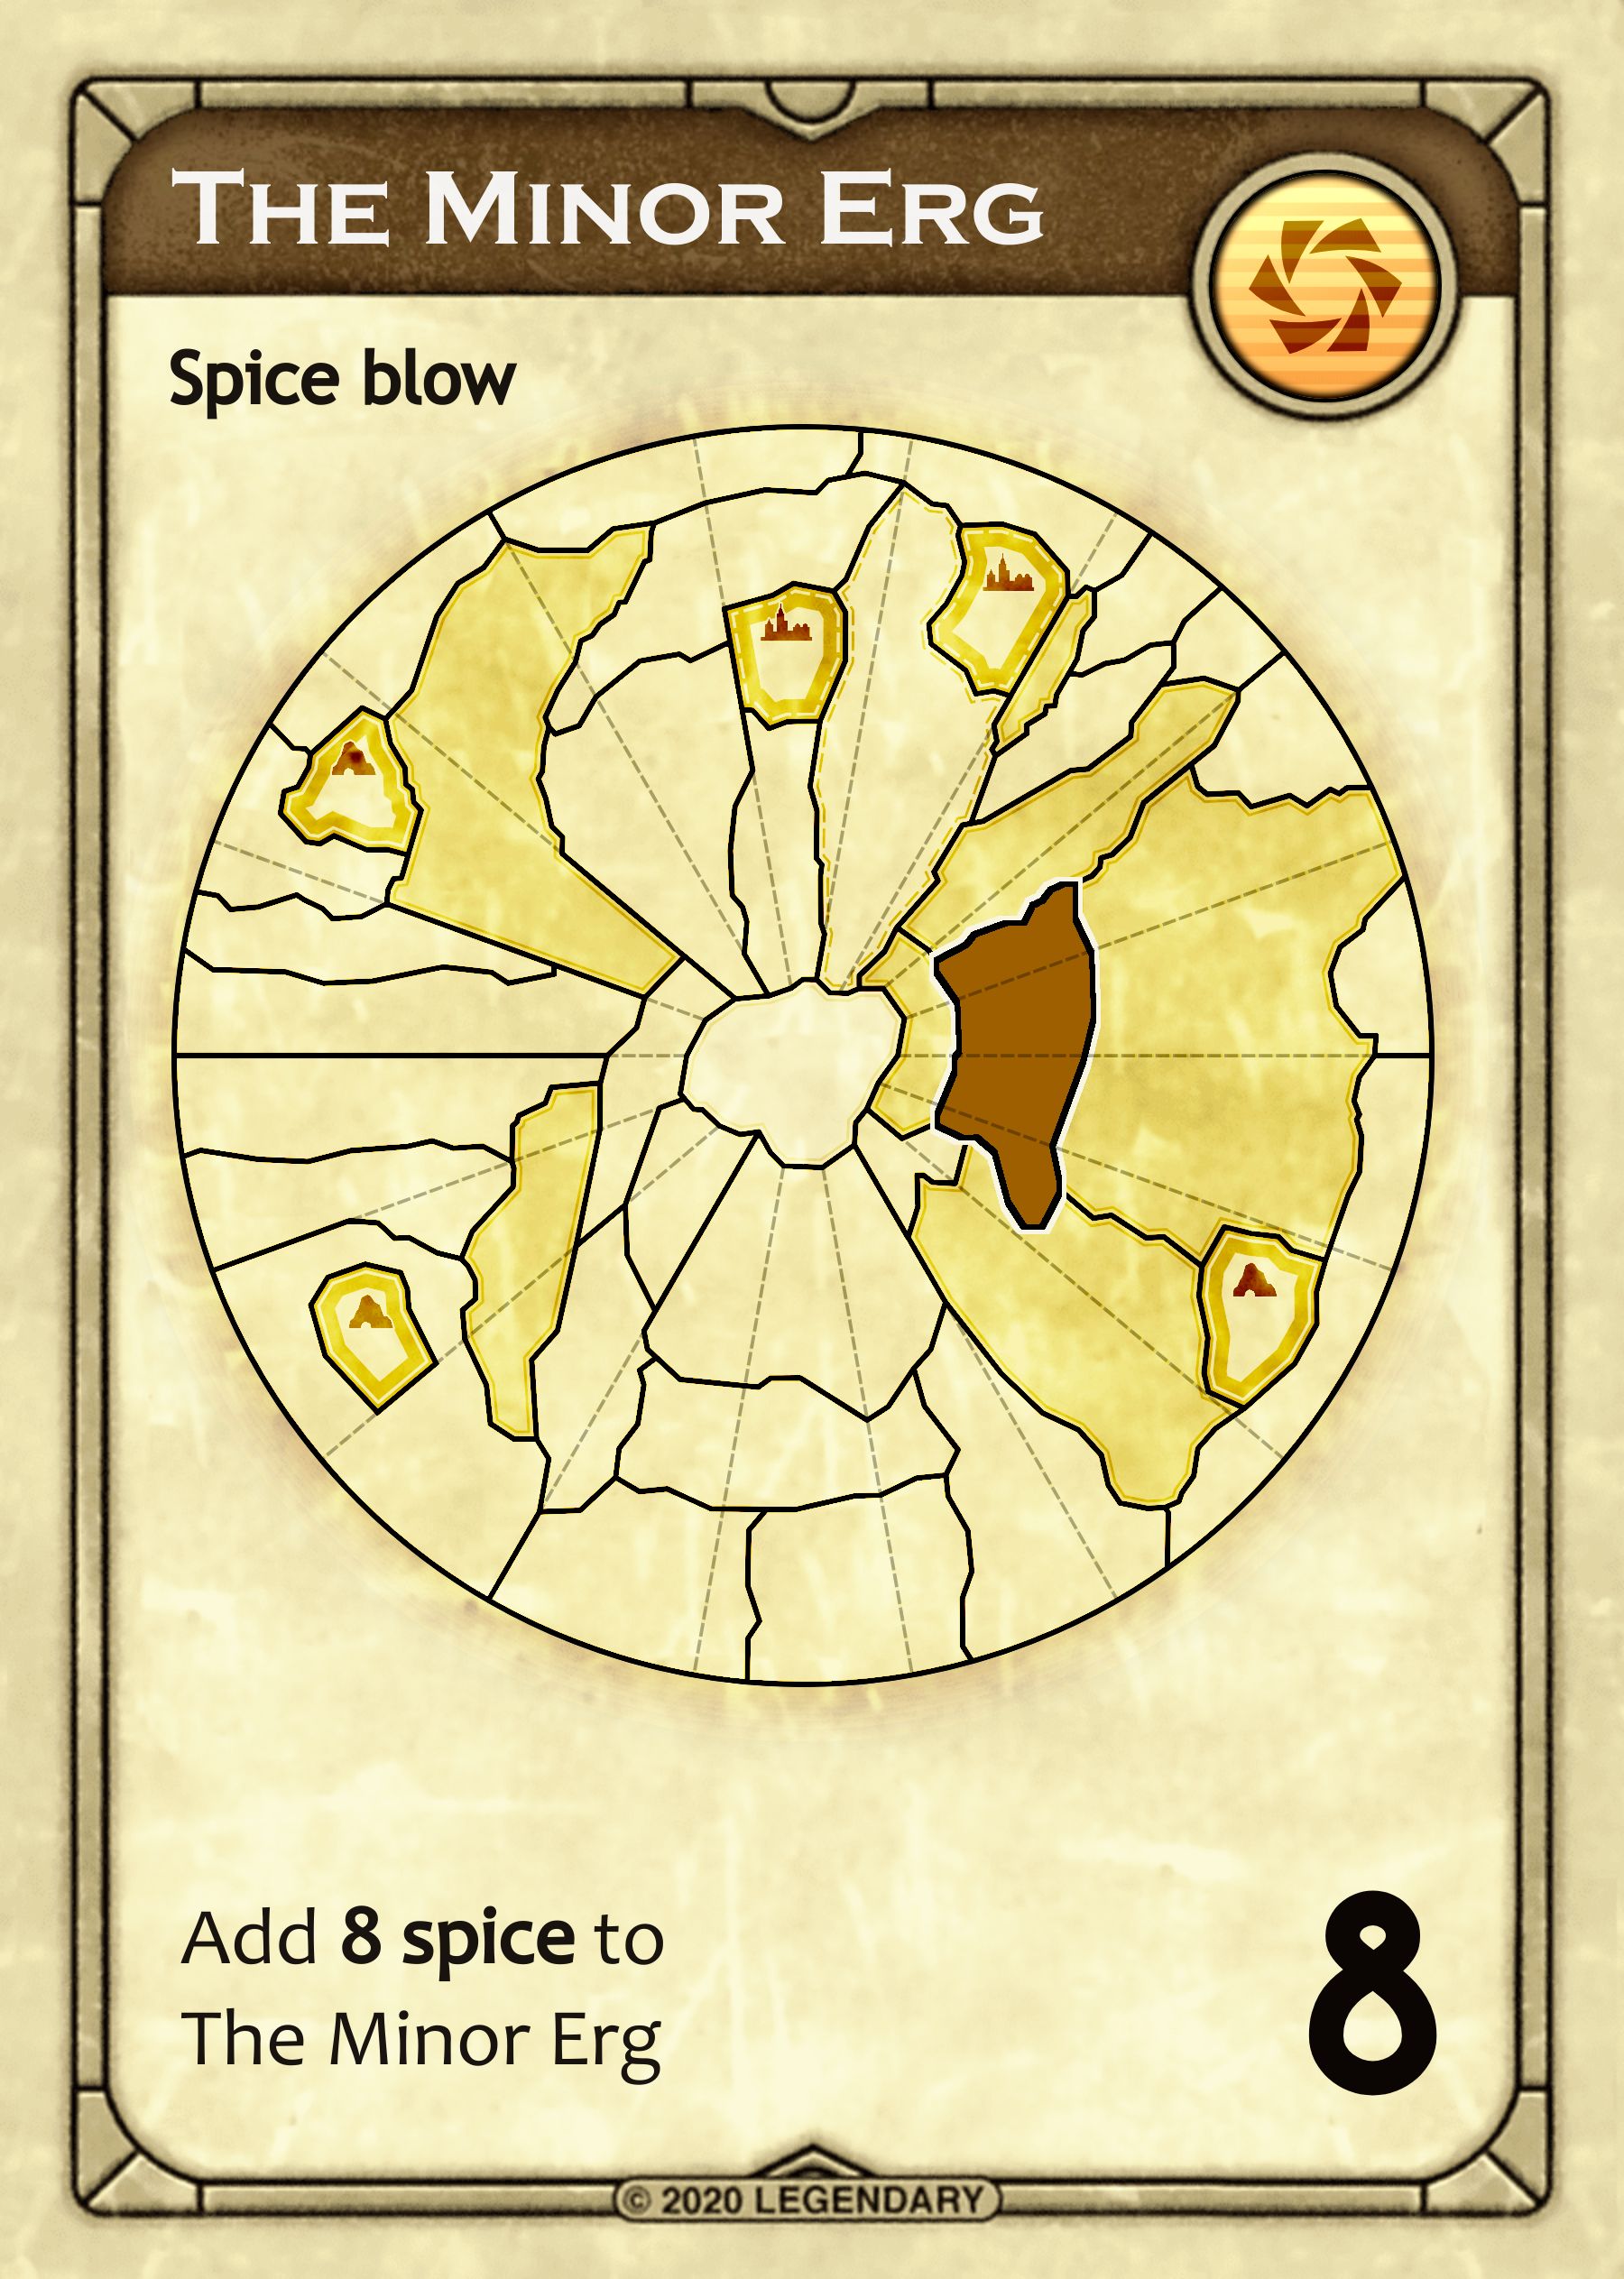 The Minor Erg
Spice blow
Add 8 spice to
The Minor Erg
8
© 2020 LEGENDARY